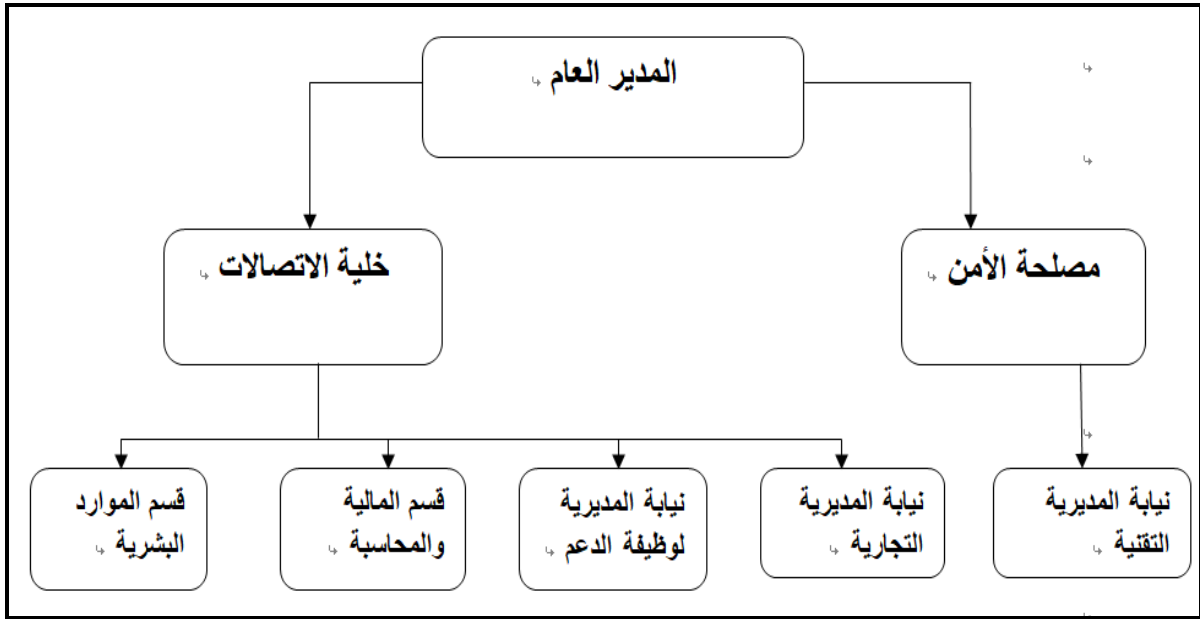 المدير العام
مصلحة الأمن
خلية الاتصالات
نيابة المديرية
التقنية
نيابة المديرية
التجارية
نيابة المديرية
لوظيفة الدعم
قسم المالية
والمحاسبة
قسم الموارد
البشرية